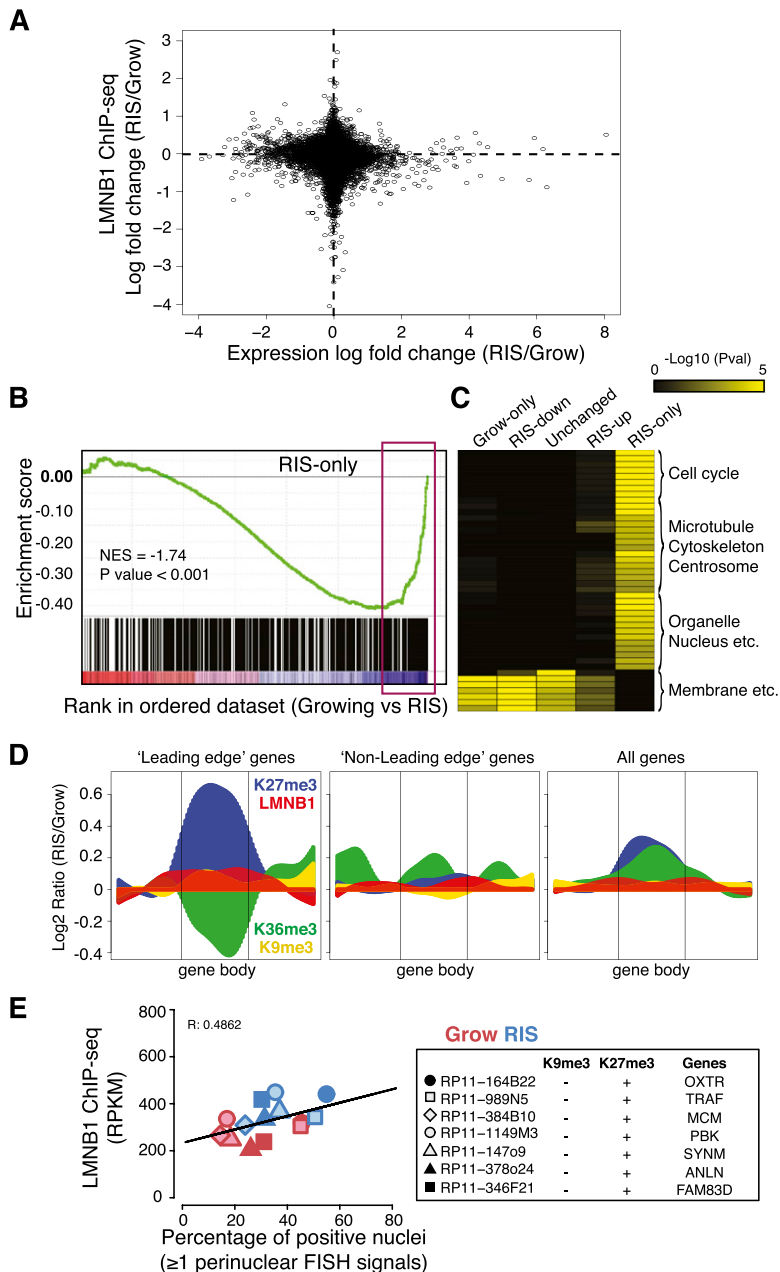 A
LMNB1 ChIP-seq
Log fold change (RIS/Grow)
3
2
1
0
−1
−2
−3
−4
−4 −2 0 2 4 6 8
Expression log fold change (RIS/Grow)
B
RIS-only
Enrichment score
0.00
-0.10
-0.20
-0.30
-0.40
NES = -1.74
P value < 0.001
Rank in ordered dataset (Growing vs RIS)
C
-Log10 (Pval)
0 5
Grow-only
RIS-down
Unchanged
RIS-up
RIS-only
Cell cycle
Microtubule
Cytoskeleton
Centrosome
Organelle
Nucleus etc.
Membrane etc.
D
'Leading edge' genes
'Non-Leading edge' genes
All genes
Log2 Ratio (RIS/Grow)
0.6
0.4
0.2
0
-0.2
-0.4
K27me3
LMNB1
K36me3
K9me3
gene body
gene body
gene body
E
LMNB1 ChIP-seq
(RPKM)
800
600
400
200
0
R: 0.4862
0 20 40 60 80
Percentage of positive nuclei
(≥1 perinuclear FISH signals)
Grow RIS
K9me3 K27me3 Genes
RP11−164B22 - + OXTR
RP11−989N5 - + TRAF
RP11−384B10 - + MCM
RP11−1149M3 - + PBK
RP11−147o9 - + SYNM
RP11−378o24 - + ANLN
RP11−346F21 - + FAM83D